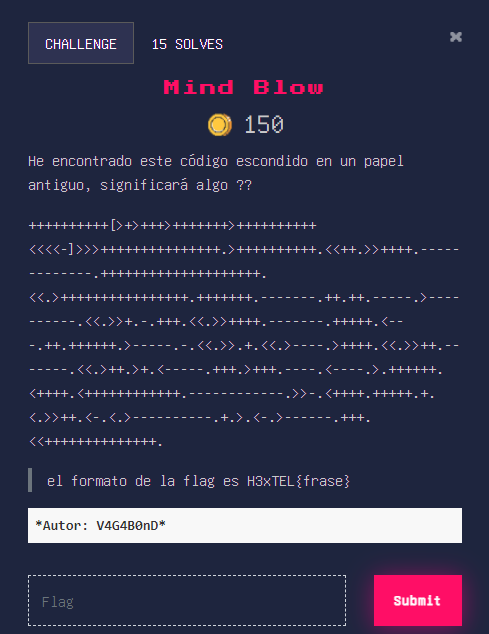 CHALLENGE 15 SOLVES
Mind Blow
150
He encontrado este código escondido en un papel
antiguo, significará algo ??
++++++++++[>+>+++>+++++++>++++++++++
<<<<-]>>>+++++++++++++++.>++++++++++.<<++.>>++++.-----
--------.++++++++++++++++++++.
<<.>++++++++++++++++.+++++++.-------.++.++.-----.>----
------.<<.>>+.-.+++.<<.>>++++.-------.+++++.<--
-.++.++++++.>-----.-.<<.>>.+.<<.>----.>++++.<<.>>++.--
-----.<<.>++.>+.<-----.+++.>+++.----.<----.>.++++++.
<++++.<++++++++++++.------------.>>-.<++++.+++++.+.
<.>>++.<-.<.>----------.+.>.<-.>------.+++.
<<++++++++++++++.
el formato de la flag es H3xTEL{frase}
*Autor: V4G4B0nD*
Flag Submit